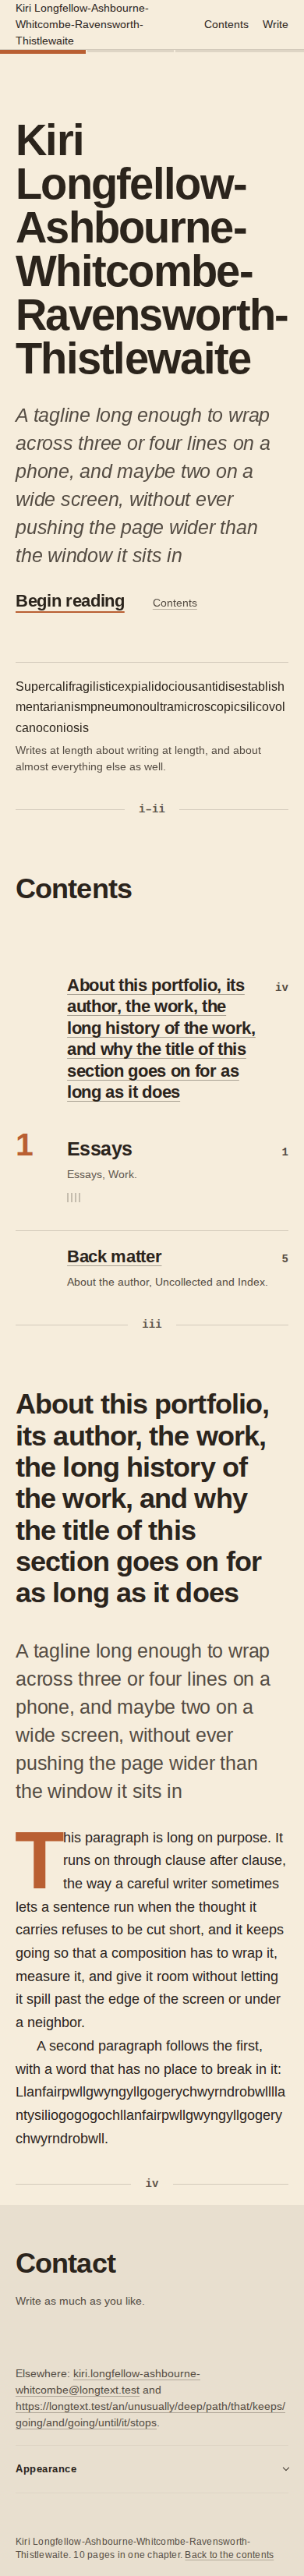 Kiri Longfellow-Ashbourne-
Whitcombe-Ravensworth-
Thistlewaite
Contents
Write
Kiri
Longfellow-
Ashbourne-
Whitcombe-
Ravensworth-
Thistlewaite
A tagline long enough to wrap
across three or four lines on a
phone, and maybe two on a
wide screen, without ever
pushing the page wider than
the window it sits in
Begin reading
Contents
Supercalifragilisticexpialidociousantidisestablish
mentarianismpneumonoultramicroscopicsilicovol
canoconiosis
Writes at length about writing at length, and about
almost everything else as well.
i–ii
Contents
About this portfolio, its
author, the work, the
long history of the work,
and why the title of this
section goes on for as
long as it does
iv
1
Essays
1
Essays, Work.
Back matter
5
About the author, Uncollected and Index.
iii
About this portfolio,
its author, the work,
the long history of
the work, and why
the title of this
section goes on for
as long as it does
A tagline long enough to wrap
across three or four lines on a
phone, and maybe two on a
wide screen, without ever
pushing the page wider than
the window it sits in
This paragraph is long on purpose. It
runs on through clause after clause,
the way a careful writer sometimes
lets a sentence run when the thought it
carries refuses to be cut short, and it keeps
going so that a composition has to wrap it,
measure it, and give it room without letting
it spill past the edge of the screen or under
a neighbor.
A second paragraph follows the first,
with a word that has no place to break in it:
Llanfairpwllgwyngyllgogerychwyrndrobwlllla
ntysiliogogogochllanfairpwllgwyngyllgogery
chwyrndrobwll.
iv
Contact
Write as much as you like.
Elsewhere: kiri.longfellow-ashbourne-
whitcombe@longtext.test and
https://longtext.test/an/unusually/deep/path/that/keeps/
going/and/going/until/it/stops.
Appearance
Kiri Longfellow-Ashbourne-Whitcombe-Ravensworth-
Thistlewaite. 10 pages in one chapter. Back to the contents